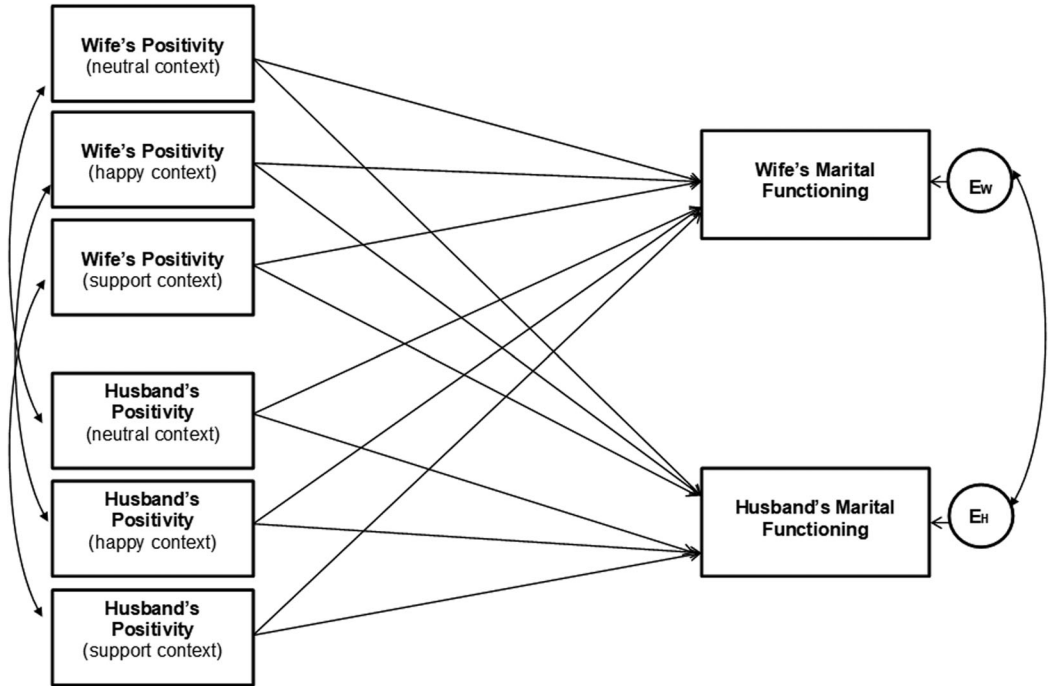 Wife’s Positivity
(neutral context)
Wife’s Positivity
(happy context)
Wife’s Positivity
(support context)
Husband’s
Positivity
(neutral context)
Husband’s
Positivity
(happy context)
Husband’s
Positivity
(support context)
Wife’s Marital
Functioning
EW
Husband’s Marital
Functioning
EH